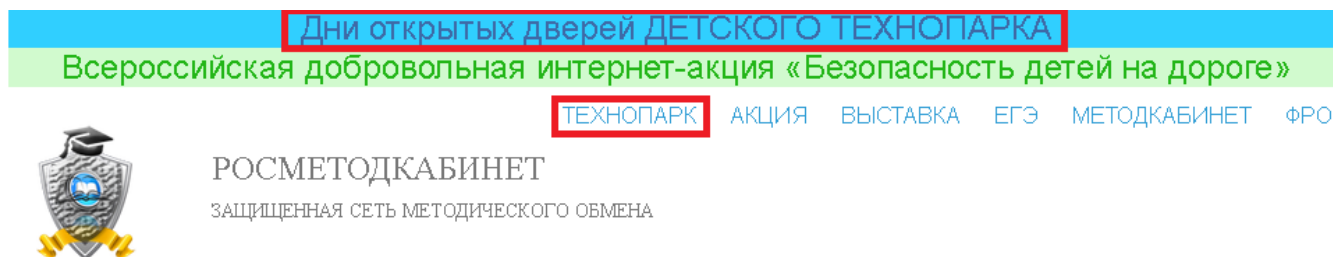 Дни открытых дверей ДЕТСКОГО ТЕХНОПАРКА
Всероссийская добровольная интернет-акция «Безопасность детей на дороге»
ТЕХНОПАРК АКЦИЯ ВЫСТАВКА ЕГЭ МЕТОДКАБИНЕТ ФРО
РОСМЕТОДКАБИНЕТ
ЗАЩИЩЕННАЯ СЕТЬ МЕТОДИЧЕСКОГО ОБМЕНА